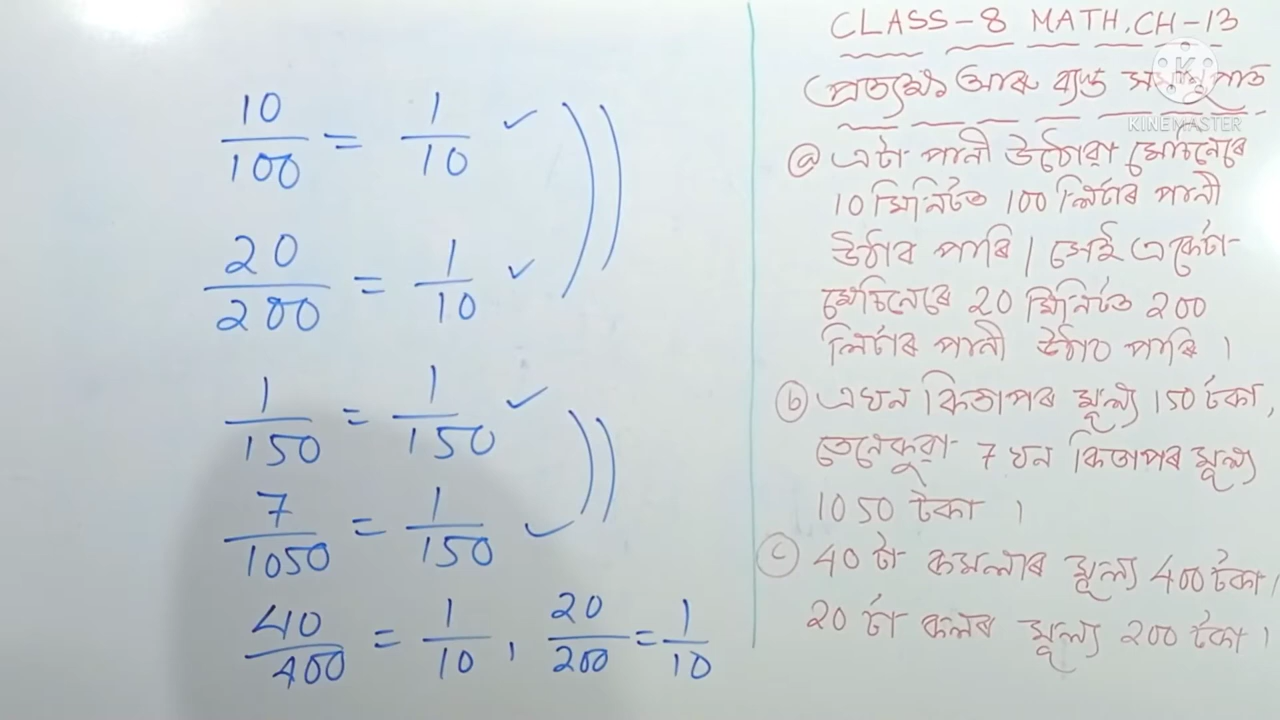 10/100 = 1/10 ✓
20/200 = 1/10 ✓
1/150 = 1/150 ✓
7/1050 = 1/150 ✓
40/400 = 1/10, 20/200 = 1/10
CLASS-8 MATH. CH-13
প্ৰত্যক্ষ আৰু ব্যস্ত সমানুপাত
KINEMASTER
ⓐ এটা পানী উঠোৱা মেচিনেৰে
10 মিনিটত 100 লিটাৰ পানী
উঠাব পাৰি। সেই একেটা
মেচিনেৰে 20 মিনিটত 200
লিটাৰ পানী উঠাব পাৰি।
ⓑ এখন কিতাপৰ মূল্য 150 টকা,
তেনেকুৱা 7 খন কিতাপৰ মূল্য
1050 টকা।
ⓒ 40 টা কমলাৰ মূল্য 400 টকা।
20 টা কলৰ মূল্য 200 টকা।